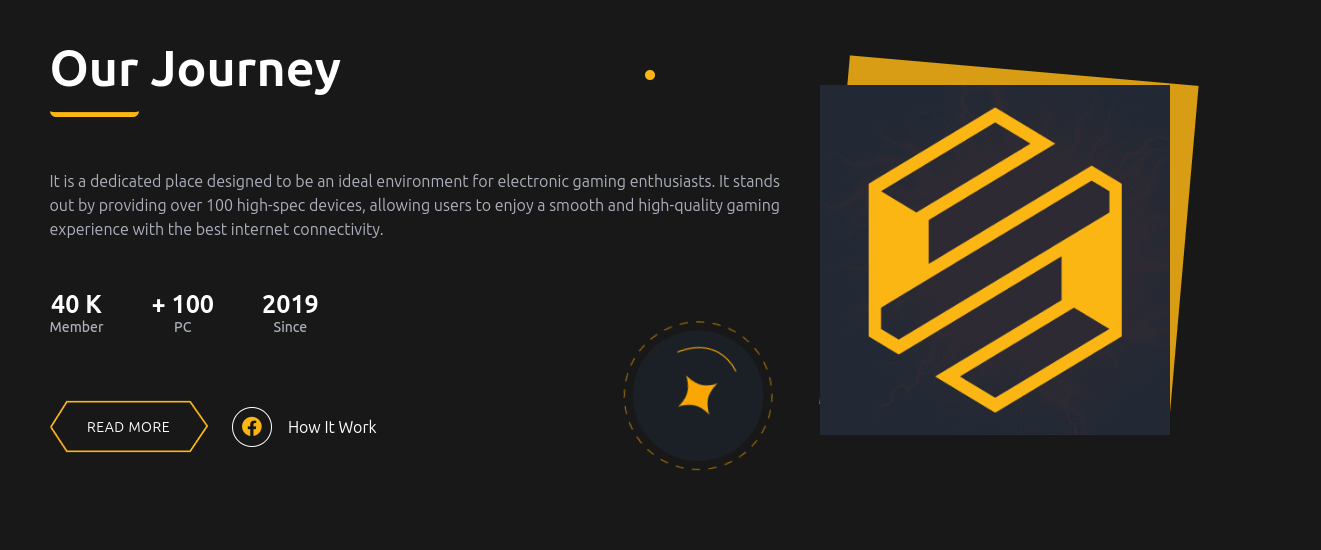 Our Journey
It is a dedicated place designed to be an ideal environment for electronic gaming enthusiasts. It stands
out by providing over 100 high-spec devices, allowing users to enjoy a smooth and high-quality gaming
experience with the best internet connectivity.
40 K
Member
+ 100
PC
2019
Since
READ MORE
How It Work